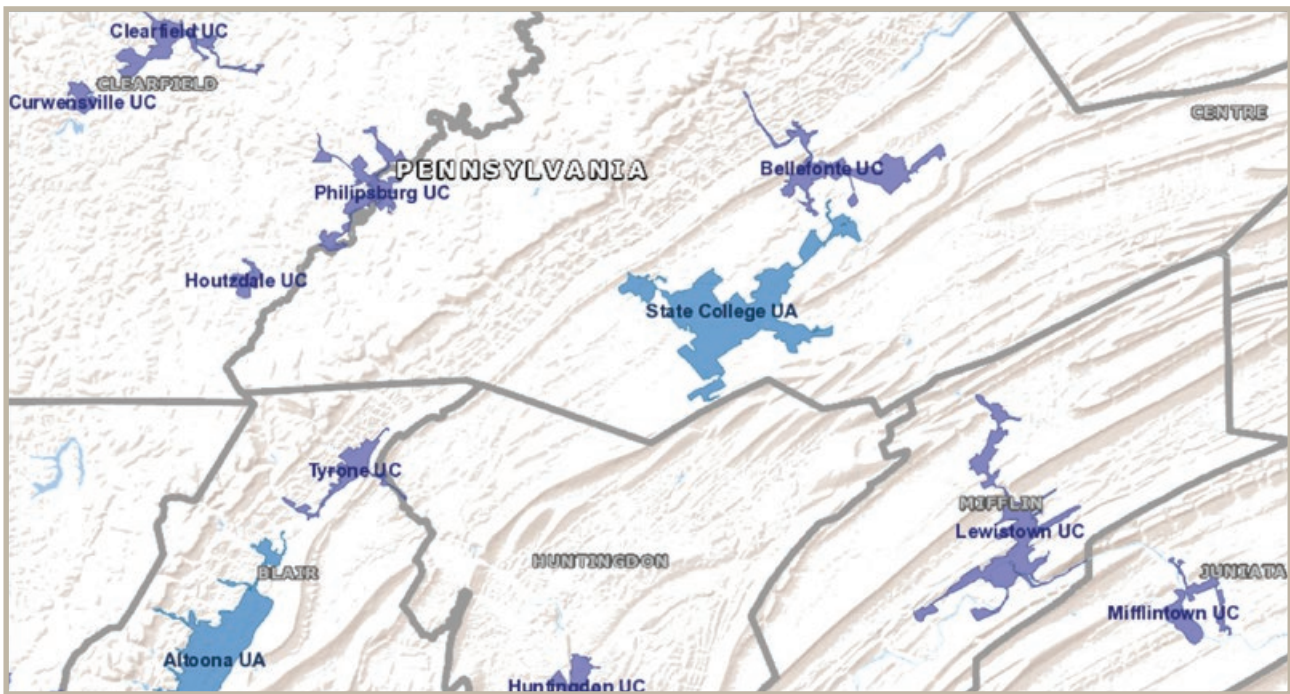 Clearfield UC
CLEARFIELD
Curwensville UC
CENTRE
PENNSYLVANIA
Bellefonte UC
Philipsburg UC
Houtzdale UC
State College UA
Tyrone UC
MIFFLIN
Lewistown UC
HUNTINGDON
BLAIR
JUNIATA
Mifflintown UC
Altoona UA
Huntingdon UC